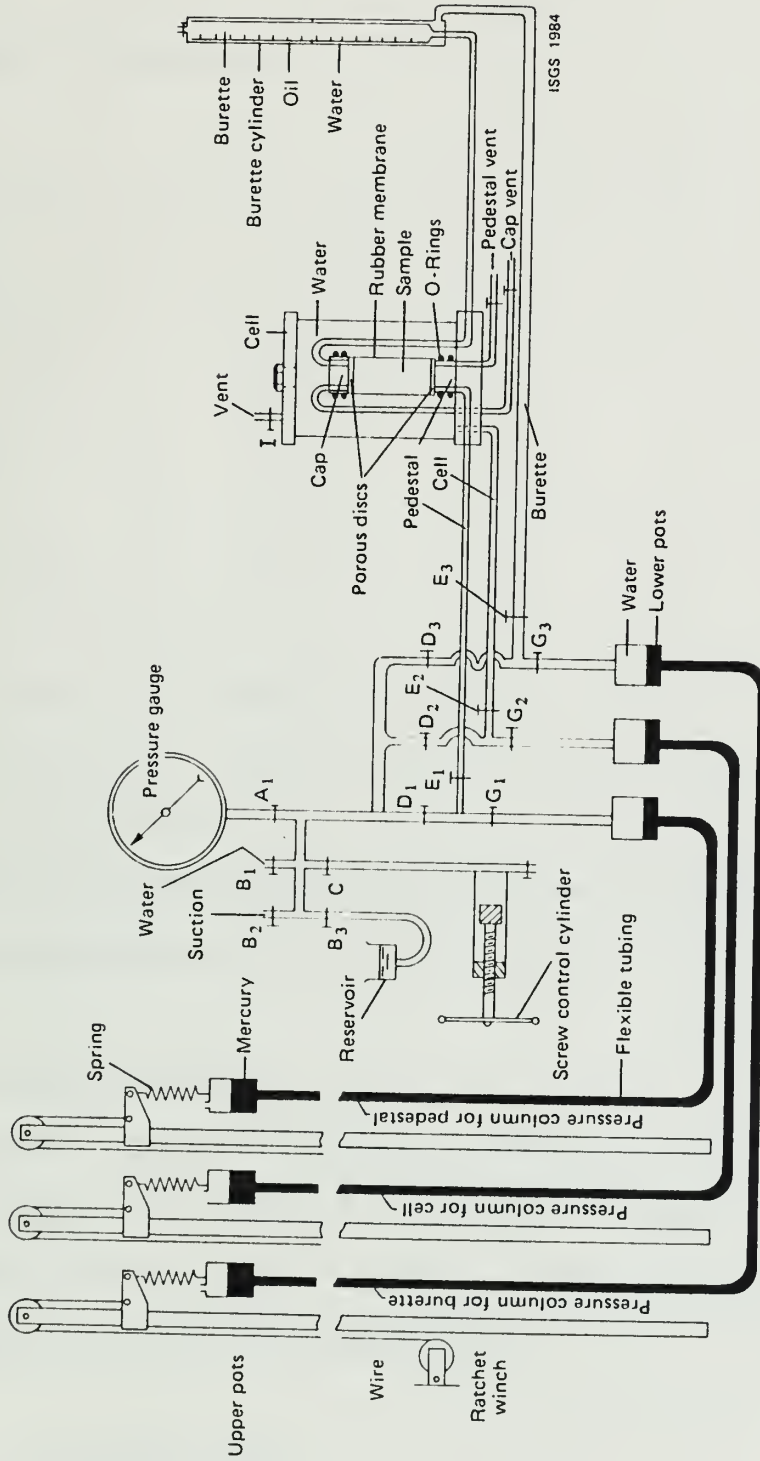 Upper pots
Wire
Ratchet
winch
Spring
Mercury
Pressure column for burette
Pressure column for cell
Pressure column for pedestal
Flexible tubing
Screw control cylinder
Reservoir
Suction
Water
B2
B1
B3
C
Pressure gauge
A1
D1
D2
D3
E1
E2
E3
G1
G2
G3
Water
Lower pots
Vent
I
Cell
Water
Cap
Porous discs
Rubber membrane
Sample
O-Rings
Pedestal
Cell
Burette
Pedestal vent
Cap vent
Burette
Burette cylinder
Oil
Water
ISGS 1984